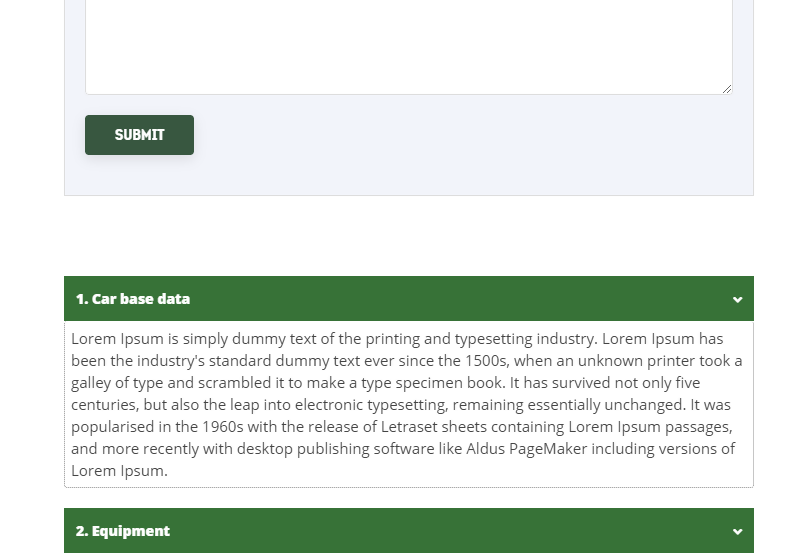 SUBMIT
1. Car base data
Lorem Ipsum is simply dummy text of the printing and typesetting industry. Lorem Ipsum has
been the industry's standard dummy text ever since the 1500s, when an unknown printer took a
galley of type and scrambled it to make a type specimen book. It has survived not only five
centuries, but also the leap into electronic typesetting, remaining essentially unchanged. It was
popularised in the 1960s with the release of Letraset sheets containing Lorem Ipsum passages,
and more recently with desktop publishing software like Aldus PageMaker including versions of
Lorem Ipsum.
2. Equipment